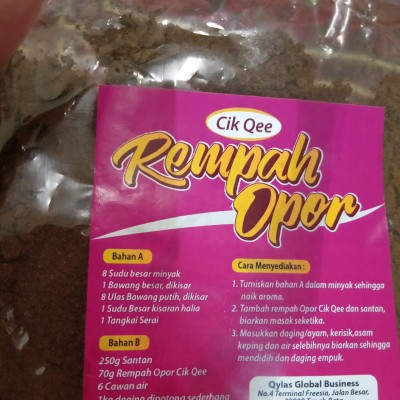 Cik Qee
Rempah
Opor
Bahan A
8 Sudu besar minyak
1 Bawang besar, dikisar
8 Ulas Bawang putih, dikisar
1 Sudu Besar kisaran halia
1 Tangkai Serai
Bahan B
250g Santan
70g Rempah Opor Cik Qee
6 Cawan air
1kg daging dipotong sederhang
Cara Menyediakan :
1. Tumiskan bahan A dalam minyak sehingga
naik aroma.
2. Tambah rempah Opor Cik Qee dan santan,
biarkan masak seketika.
3. Masukkan daging/ayam, kerisik,asam
keping dan air selebihnya biarkan sehingga
mendidih dan daging empuk.
Qylas Global Business
No.4 Terminal Freesia, Jalan Besar,